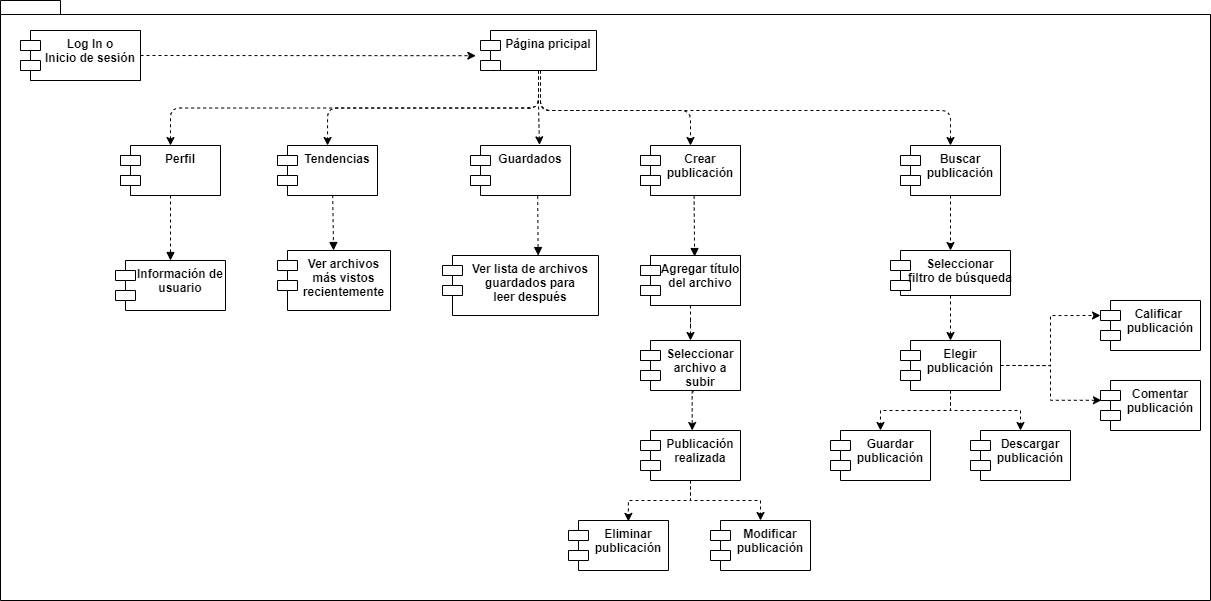 Log In o
Inicio de sesión
Página pricipal
Perfil
Tendencias
Guardados
Crear
publicación
Buscar
publicación
Información de
usuario
Ver archivos
más vistos
recientemente
Ver lista de archivos
guardados para
leer después
Agregar título
del archivo
Seleccionar
filtro de búsqueda
Seleccionar
archivo a
subir
Elegir
publicación
Calificar
publicación
Comentar
publicación
Publicación
realizada
Guardar
publicación
Descargar
publicación
Eliminar
publicación
Modificar
publicación